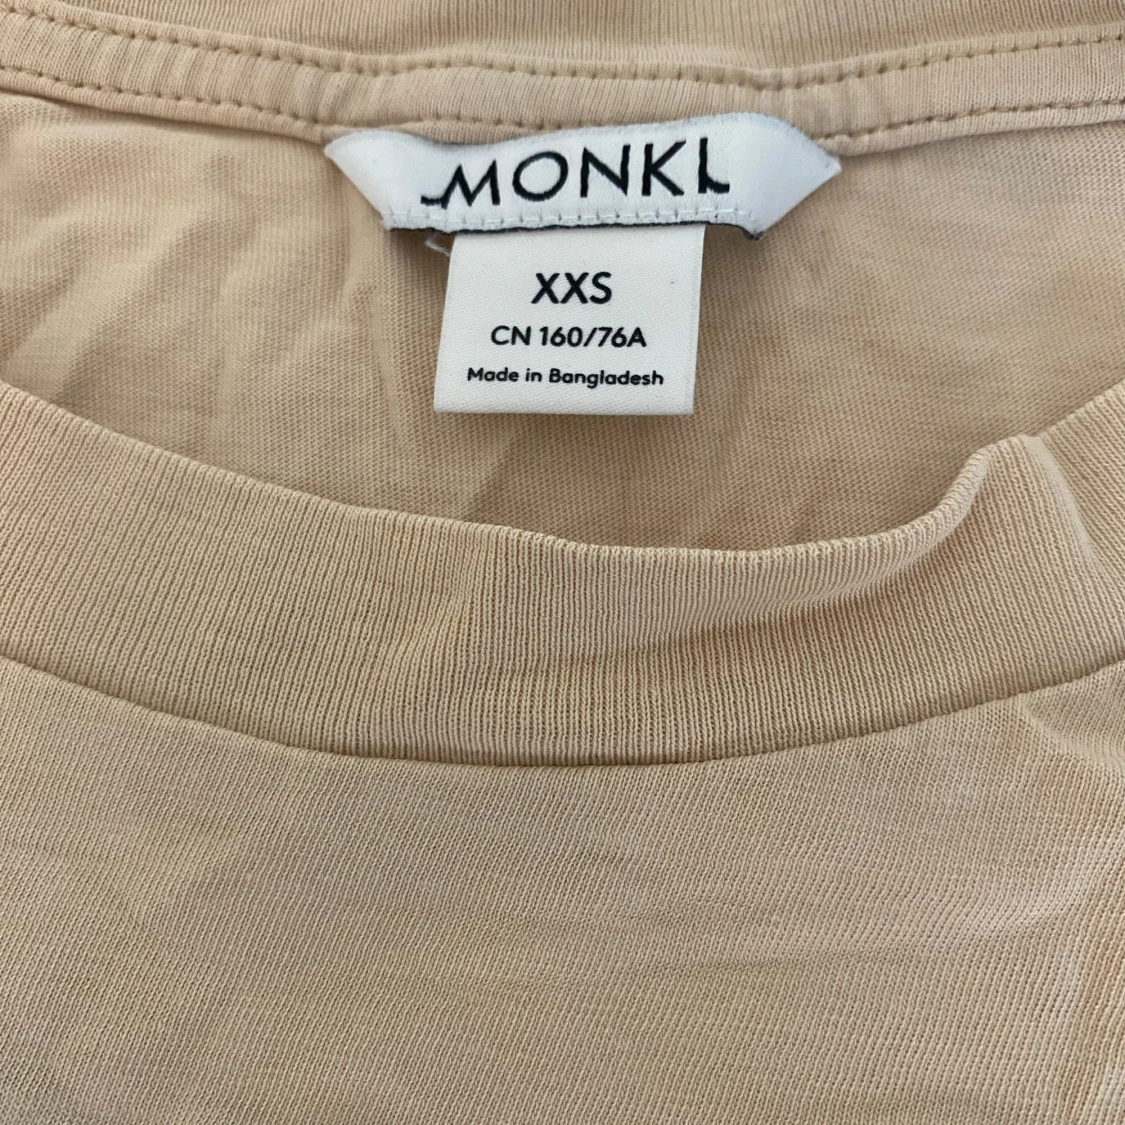 MONKI
XXS
CN 160/76A
Made in Bangladesh